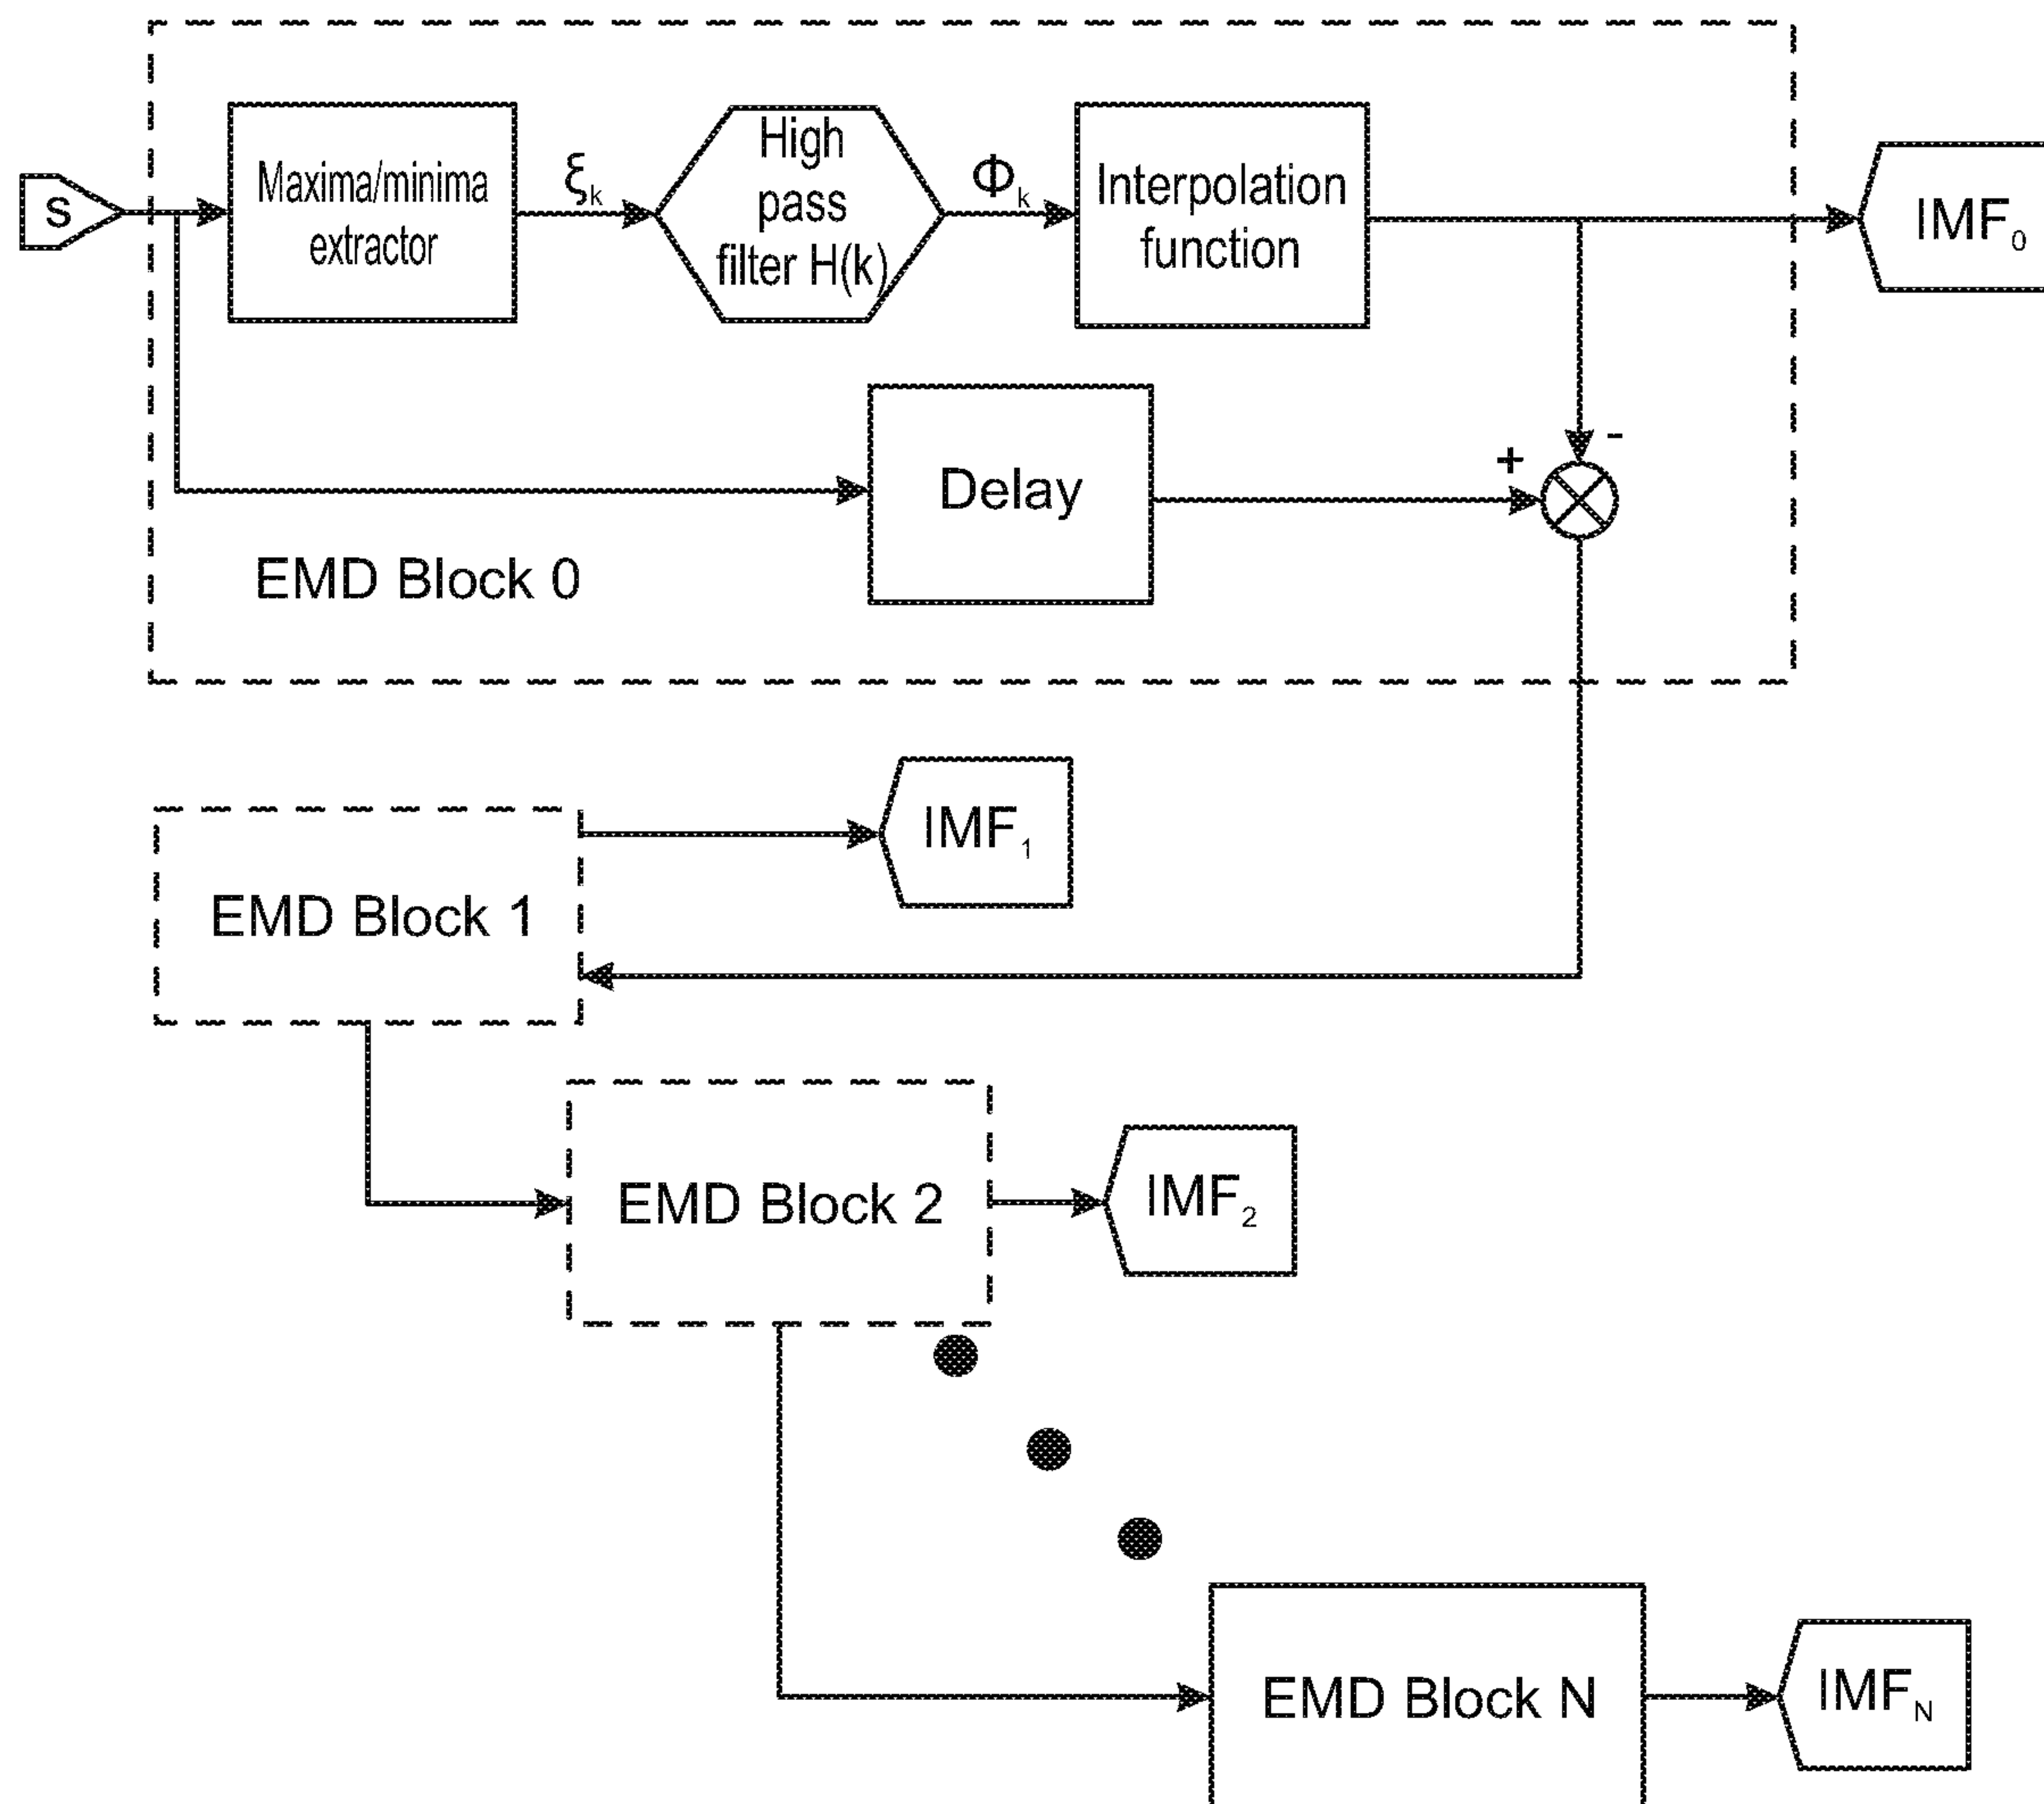 s
Maxima/minima
extractor
ξk
High
pass
filter H(k)
Φk
Interpolation
function
IMF0
Delay
+
-
EMD Block 0
IMF1
EMD Block 1
EMD Block 2
IMF2
EMD Block N
IMFN